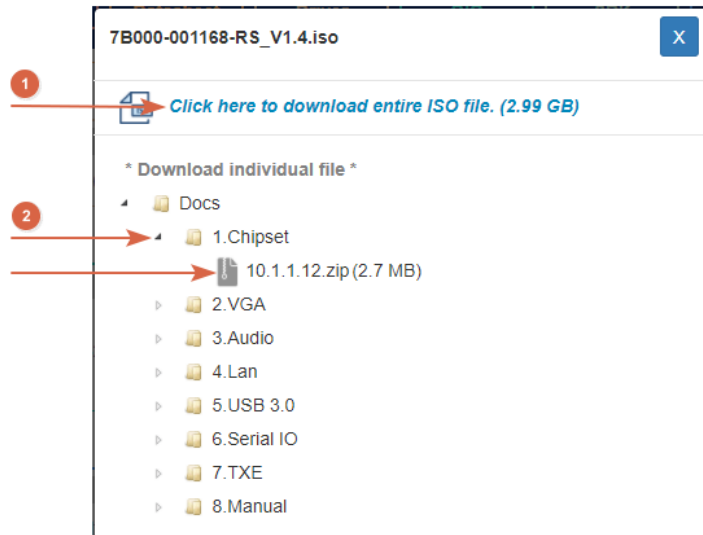 7B000-001168-RS_V1.4.iso
X
1
Click here to download entire ISO file. (2.99 GB)
* Download individual file *
Docs
2
1.Chipset
10.1.1.12.zip (2.7 MB)
2.VGA
3.Audio
4.Lan
5.USB 3.0
6.Serial IO
7.TXE
8.Manual